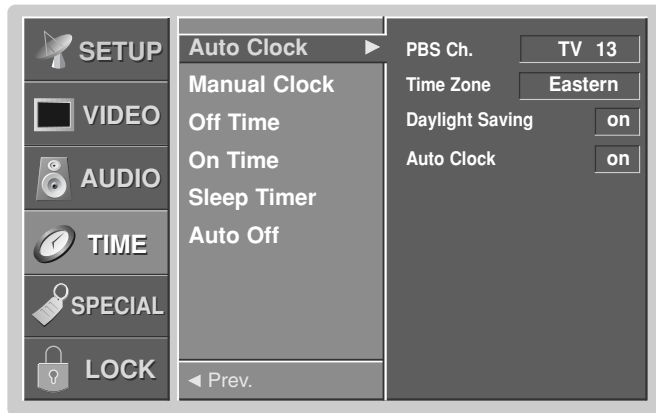 SETUP
VIDEO
AUDIO
TIME
SPECIAL
LOCK
Auto Clock ►
Manual Clock
Off Time
On Time
Sleep Timer
Auto Off
◄ Prev.
PBS Ch. TV 13
Time Zone Eastern
Daylight Saving on
Auto Clock on